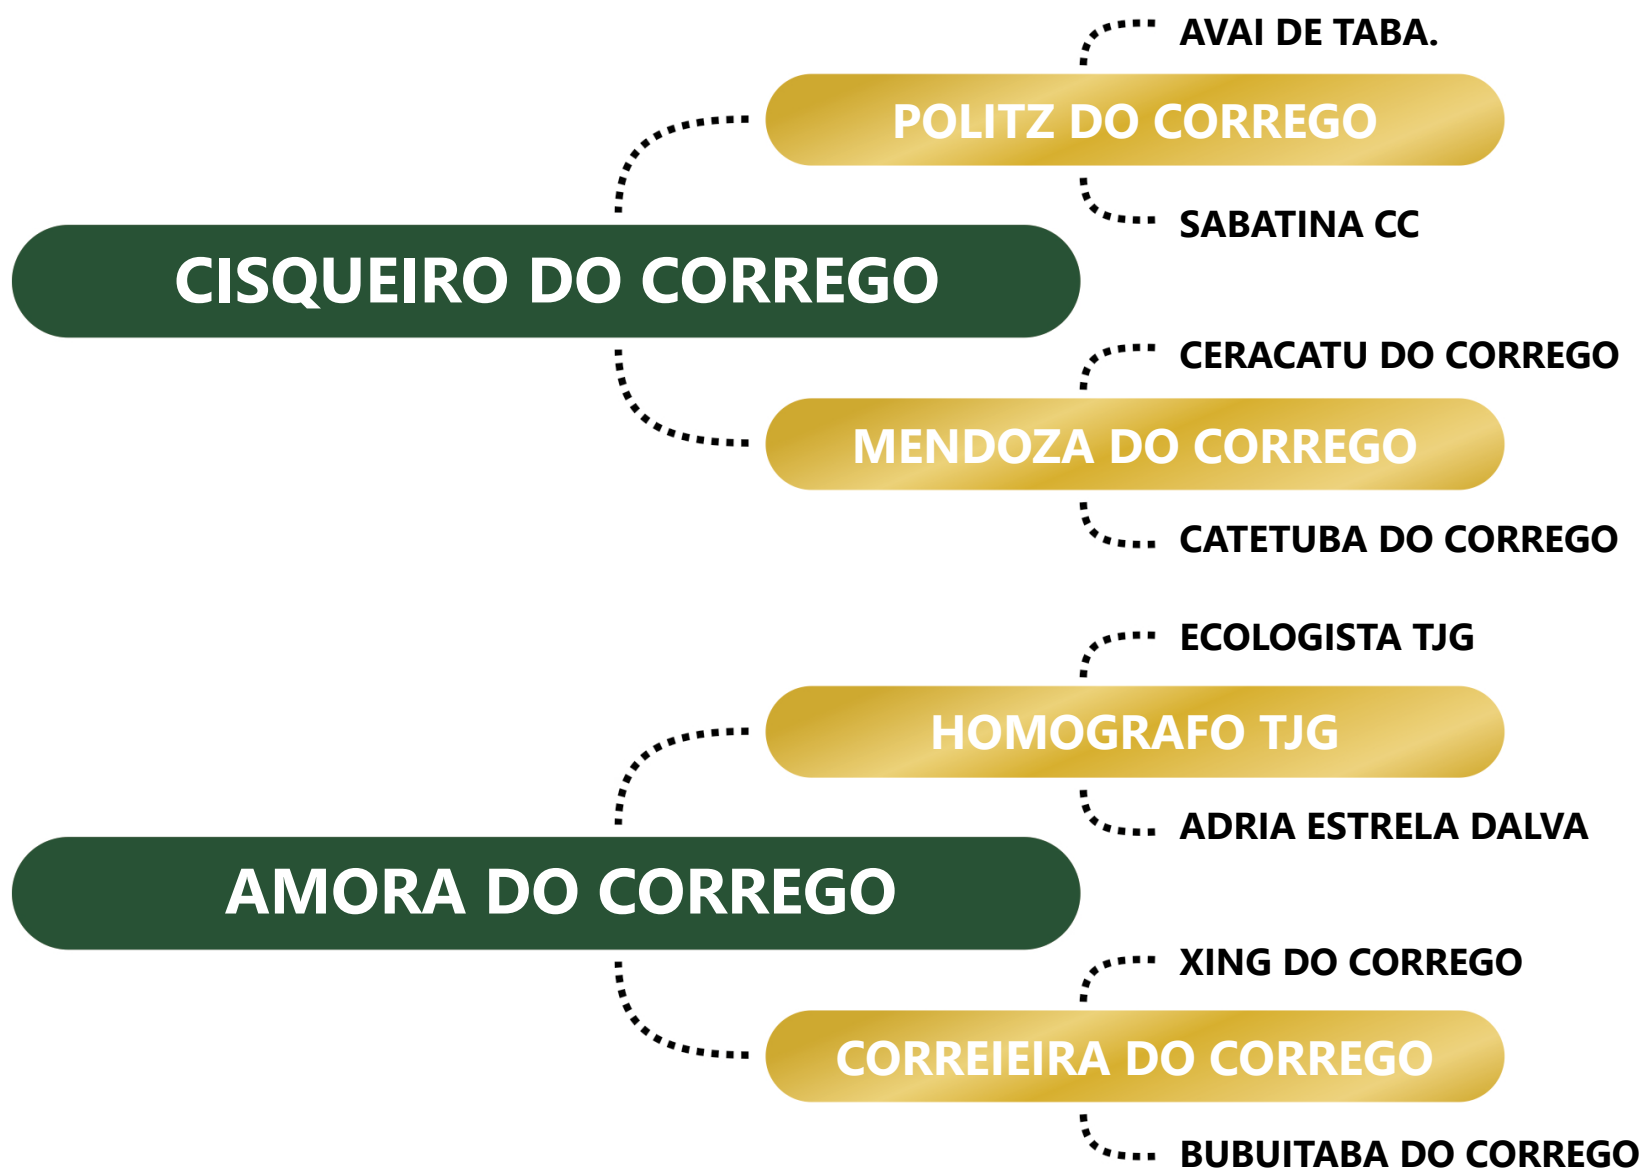 AVAI DE TABA.
POLITZ DO CORREGO
SABATINA CC
CISQUEIRO DO CORREGO
CERACATU DO CORREGO
MENDOZA DO CORREGO
CATETUBA DO CORREGO
ECOLOGISTA TJG
HOMOGRAFO TJG
ADRIA ESTRELA DALVA
AMORA DO CORREGO
XING DO CORREGO
CORREIEIRA DO CORREGO
BUBUITABA DO CORREGO